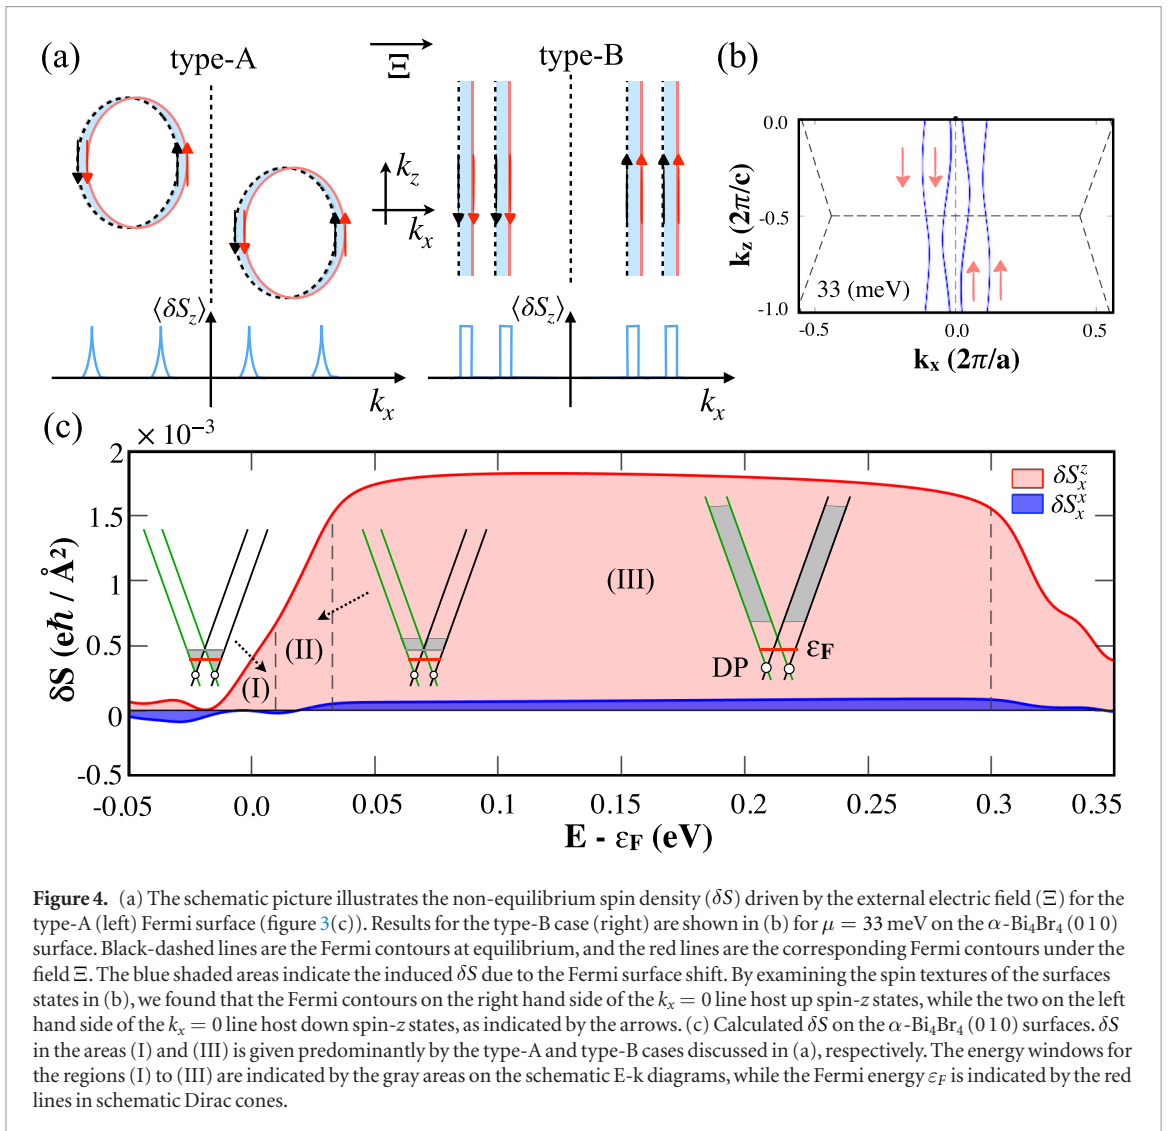 (a)
type-A
Ξ
type-B
(b)
k_z
k_x
⟨δS_z⟩
⟨δS_z⟩
k_x
k_x
0.0
-0.5
-1.0
k_z (2π/c)
33 (meV)
-0.5
0.0
0.5
k_x (2π/a)
(c)
× 10⁻³
2
1.5
1
0.5
0
-0.5
δS (eħ / Å²)
δS_x^z
δS_x^x
(I)
(II)
(III)
DP
ε_F
-0.05
0.0
0.05
0.1
0.15
0.2
0.25
0.3
0.35
E - ε_F (eV)
Figure 4. (a) The schematic picture illustrates the non-equilibrium spin density (δS) driven by the external electric field (Ξ) for the
type-A (left) Fermi surface (figure 3(c)). Results for the type-B case (right) are shown in (b) for μ = 33 meV on the α-Bi₄Br₄ (0 1 0)
surface. Black-dashed lines are the Fermi contours at equilibrium, and the red lines are the corresponding Fermi contours under the
field Ξ. The blue shaded areas indicate the induced δS due to the Fermi surface shift. By examining the spin textures of the surfaces
states in (b), we found that the Fermi contours on the right hand side of the k_x = 0 line host up spin-z states, while the two on the left
hand side of the k_x = 0 line host down spin-z states, as indicated by the arrows. (c) Calculated δS on the α-Bi₄Br₄ (0 1 0) surfaces. δS
in the areas (I) and (III) is given predominantly by the type-A and type-B cases discussed in (a), respectively. The energy windows for
the regions (I) to (III) are indicated by the gray areas on the schematic E-k diagrams, while the Fermi energy ε_F is indicated by the red
lines in schematic Dirac cones.